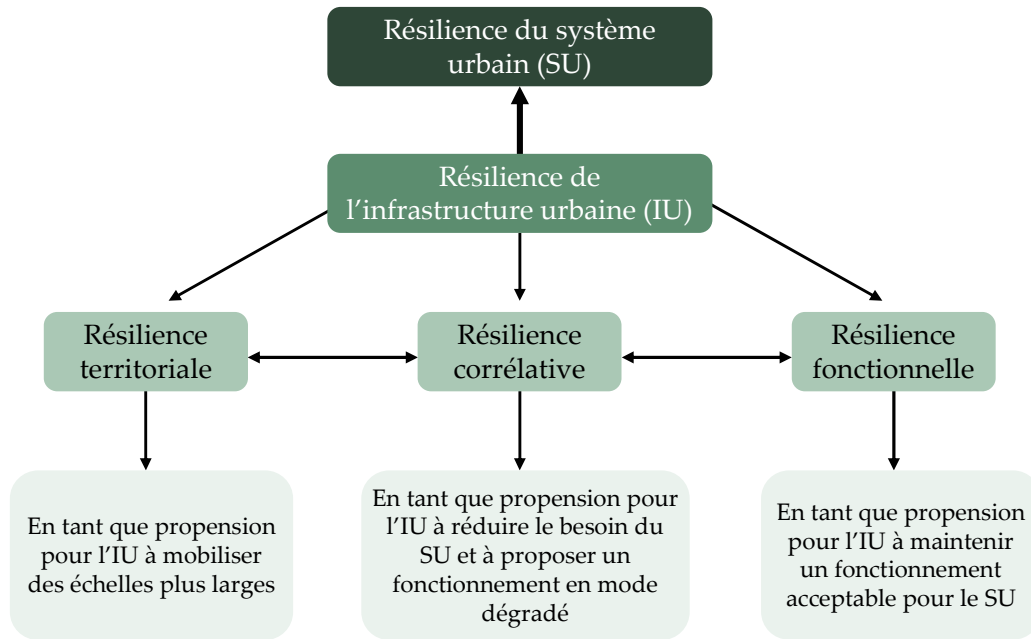 Résilience du système
urbain (SU)
Résilience de
l’infrastructure urbaine (IU)
Résilience
territoriale
Résilience
corrélative
Résilience
fonctionnelle
En tant que propension
pour l’IU à mobiliser
des échelles plus larges
En tant que propension pour
l’IU à réduire le besoin du
SU et à proposer un
fonctionnement en mode
dégradé
En tant que propension
pour l’IU à maintenir
un fonctionnement
acceptable pour le SU